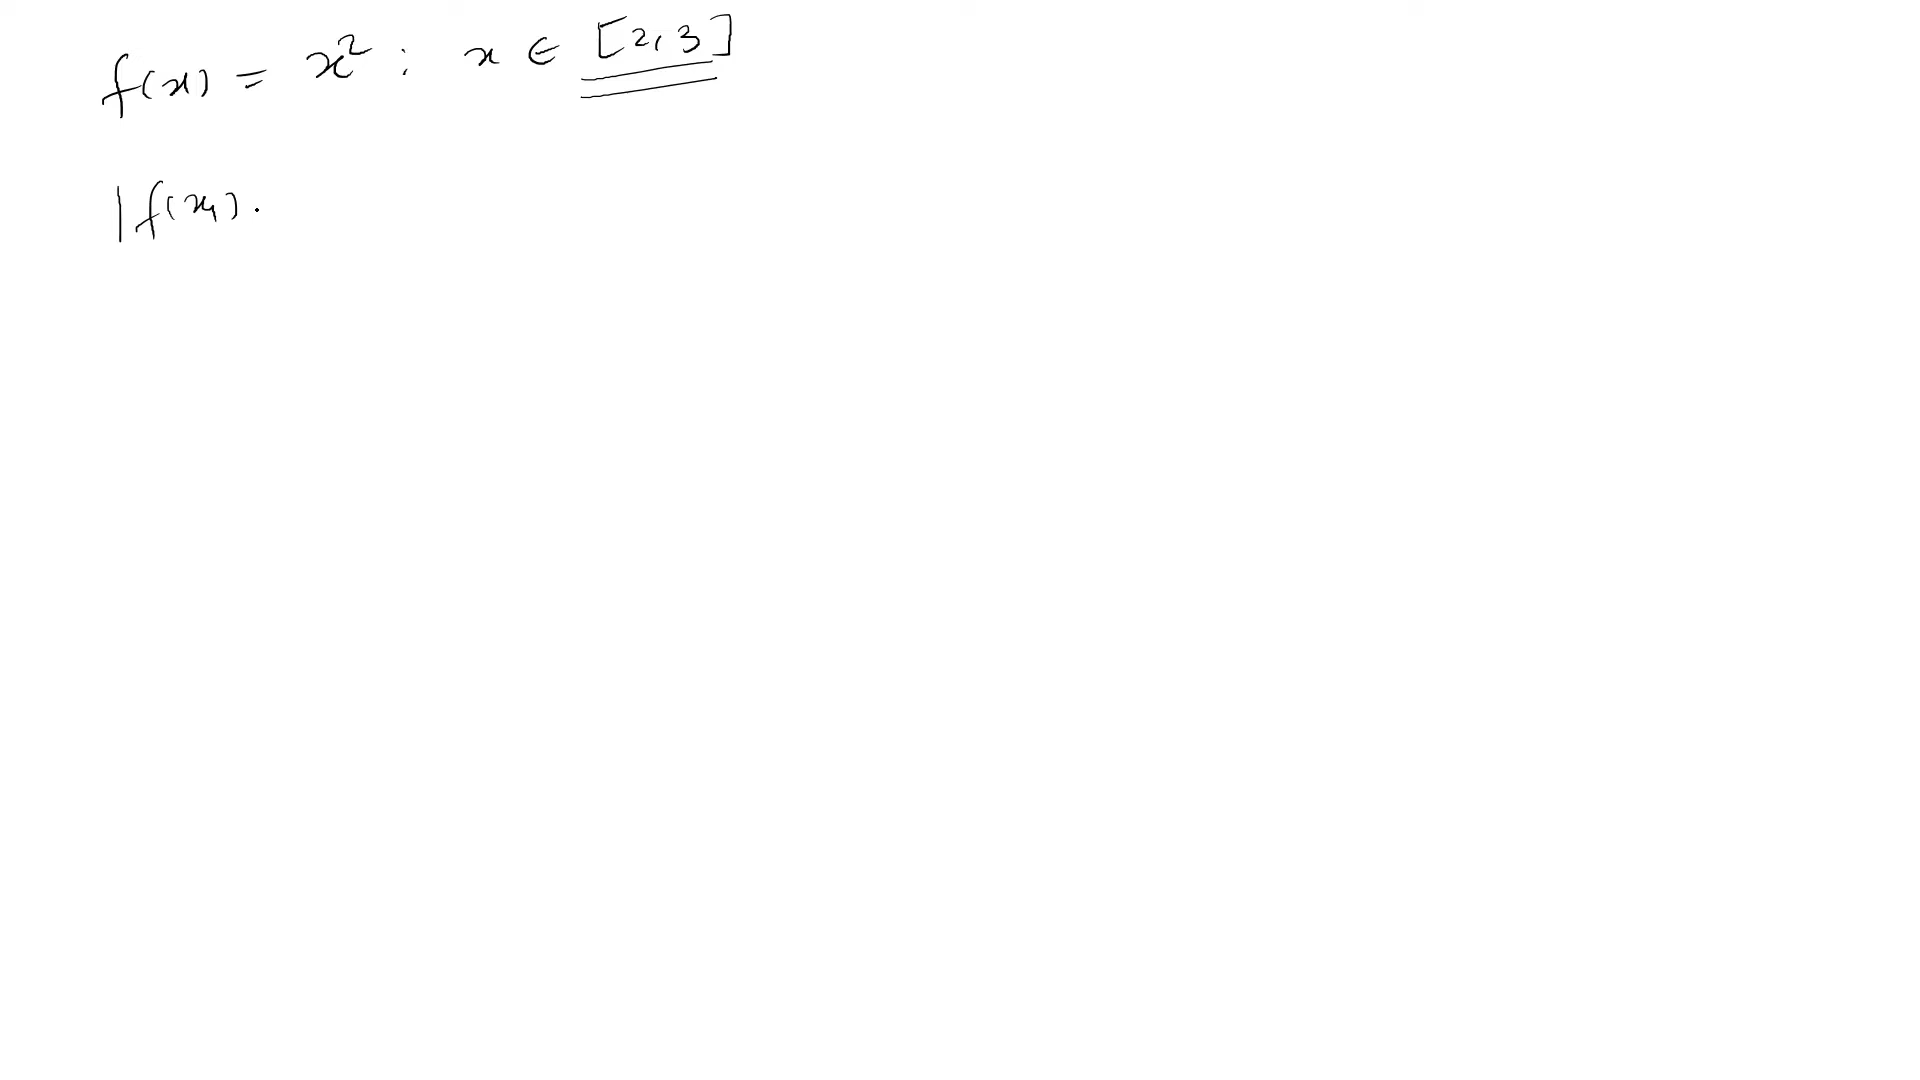 f(x) = x² : x ∈ [2, 3]
|f(x₁).